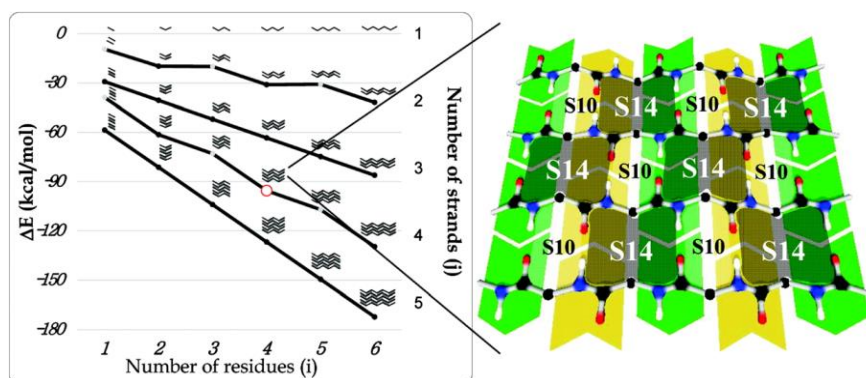 0
-30
-60
-90
-120
-150
-180
ΔE (kcal/mol)
1 2 3 4 5 6
Number of residues (i)
1
2
3
4
5
Number of strands (j)
S10 S14 S10 S14
S14 S10 S14 S10
S10 S14 S10 S14